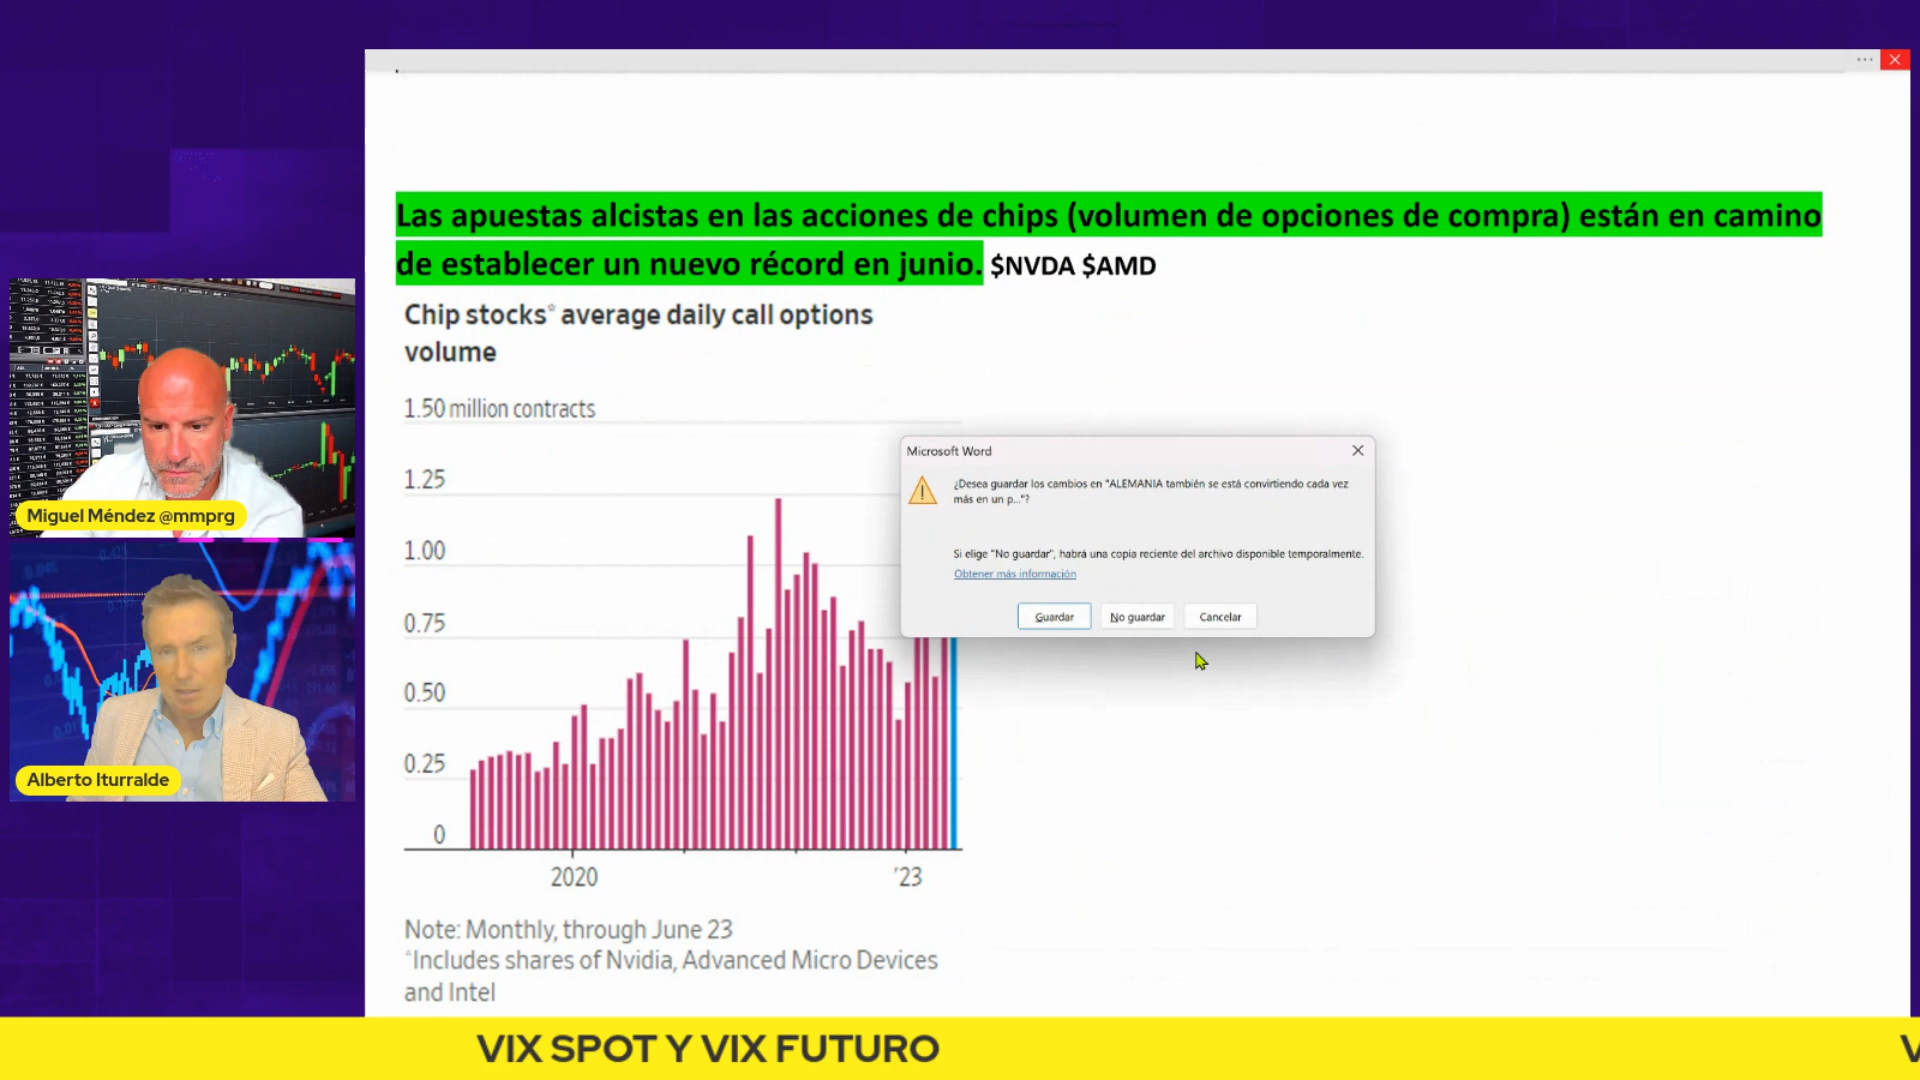 Las apuestas alcistas en las acciones de chips (volumen de opciones de compra) están en camino
de establecer un nuevo récord en junio. $NVDA $AMD
Chip stocks* average daily call options
volume
1.50 million contracts
1.25
1.00
0.75
0.50
0.25
0
2020
'23
Note: Monthly, through June 23
*Includes shares of Nvidia, Advanced Micro Devices
and Intel
Microsoft Word
¿Desea guardar los cambios en "ALEMANIA también se está convirtiendo cada vez
más en un p..."?
Si elige "No guardar", habrá una copia reciente del archivo disponible temporalmente.
Obtener más información
Guardar
No guardar
Cancelar
Miguel Méndez @mmprg
Alberto Iturralde
VIX SPOT Y VIX FUTURO
V